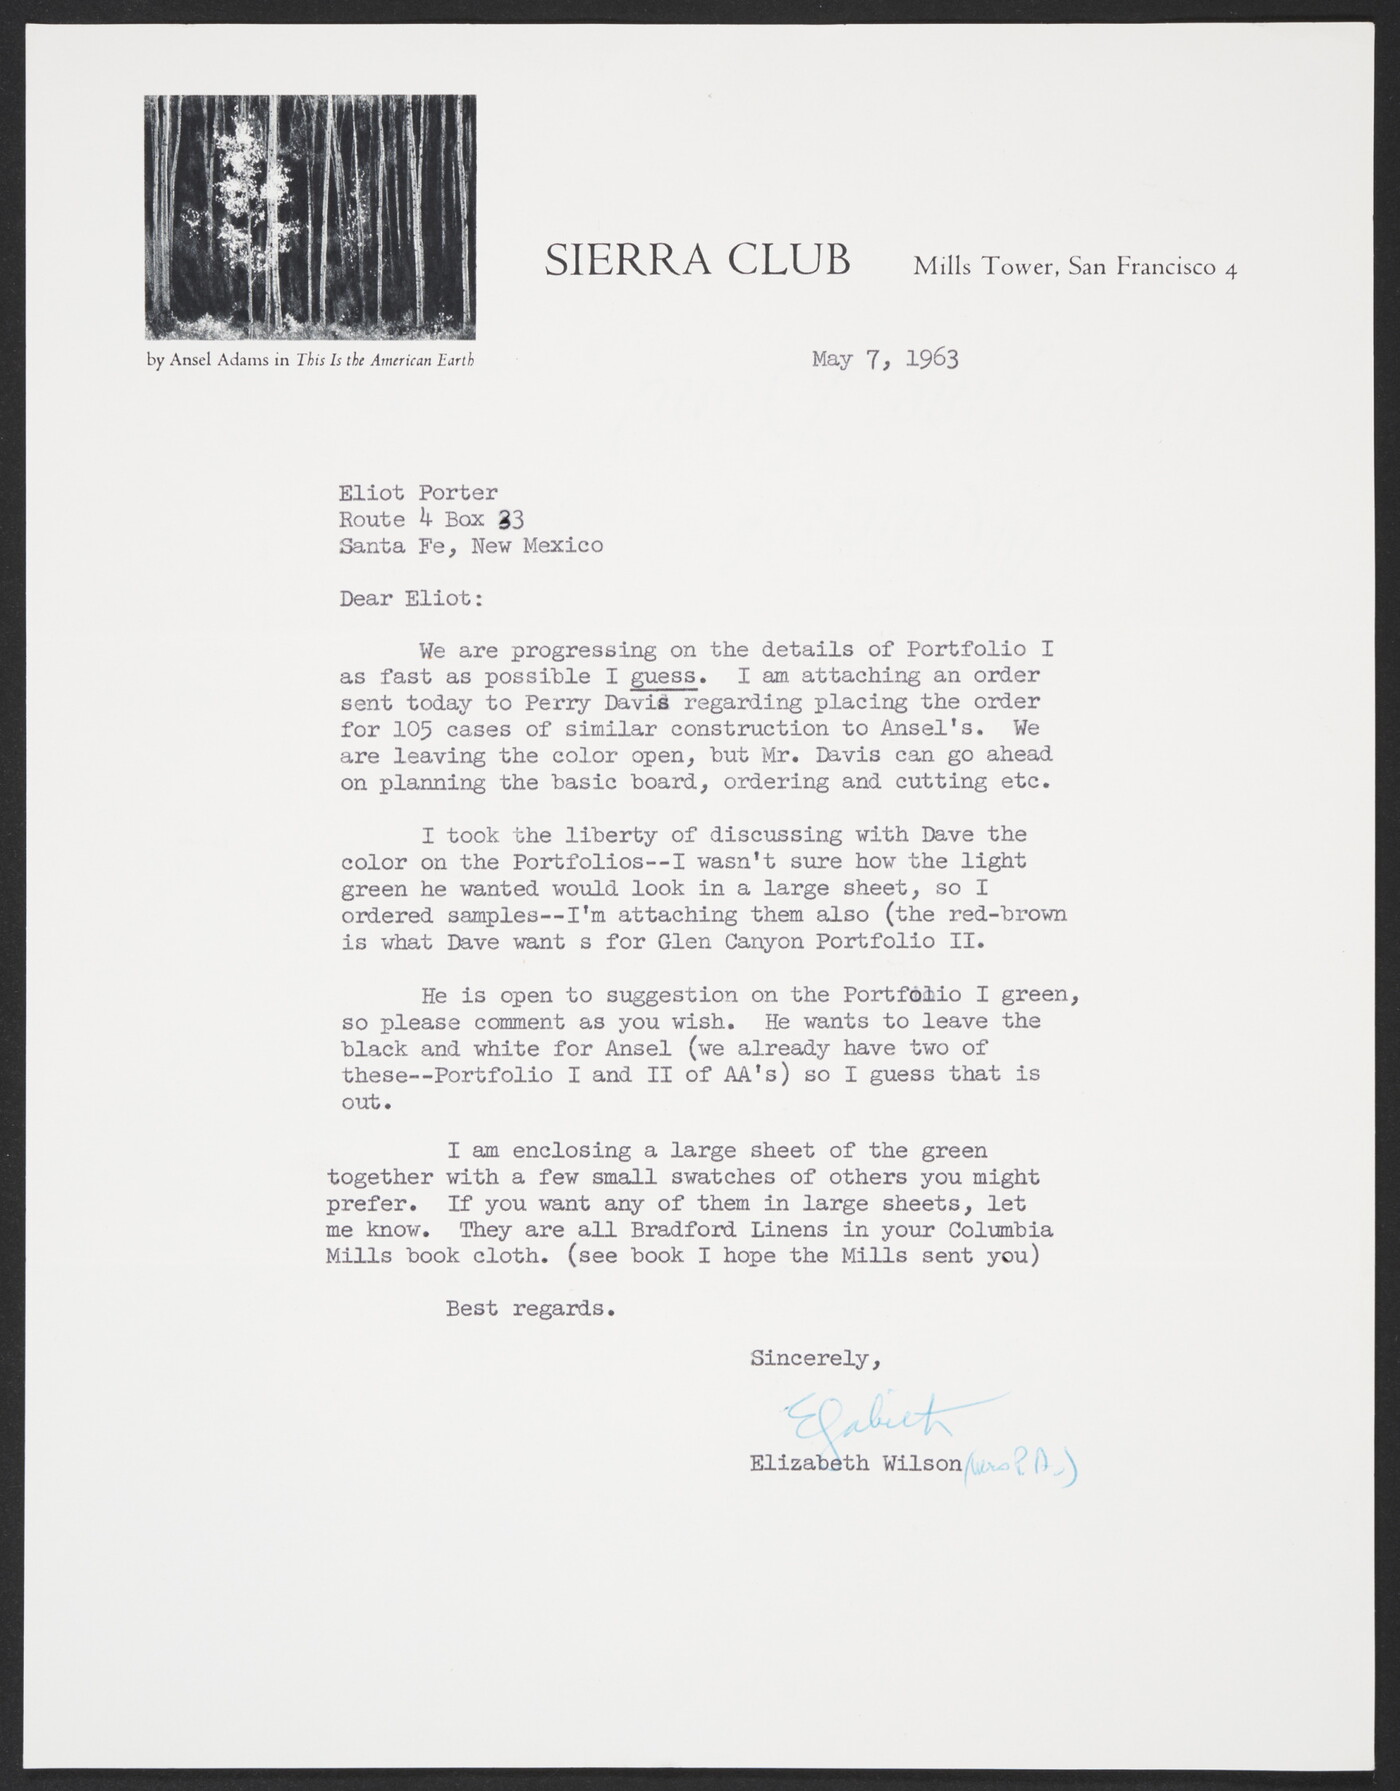 SIERRA CLUB Mills Tower, San Francisco 4
by Ansel Adams in This Is the American Earth
May 7, 1963
Eliot Porter
Route 4 Box 33
Santa Fe, New Mexico
Dear Eliot:
We are progressing on the details of Portfolio I
as fast as possible I guess. I am attaching an order
sent today to Perry Davis regarding placing the order
for 105 cases of similar construction to Ansel's. We
are leaving the color open, but Mr. Davis can go ahead
on planning the basic board, ordering and cutting etc.
I took the liberty of discussing with Dave the
color on the Portfolios--I wasn't sure how the light
green he wanted would look in a large sheet, so I
ordered samples--I'm attaching them also (the red-brown
is what Dave want s for Glen Canyon Portfolio II.
He is open to suggestion on the Portfolio I green,
so please comment as you wish. He wants to leave the
black and white for Ansel (we already have two of
these--Portfolio I and II of AA's) so I guess that is
out.
I am enclosing a large sheet of the green
together with a few small swatches of others you might
prefer. If you want any of them in large sheets, let
me know. They are all Bradford Linens in your Columbia
Mills book cloth. (see book I hope the Mills sent you)
Best regards.
Sincerely,
Elizabeth
Elizabeth Wilson